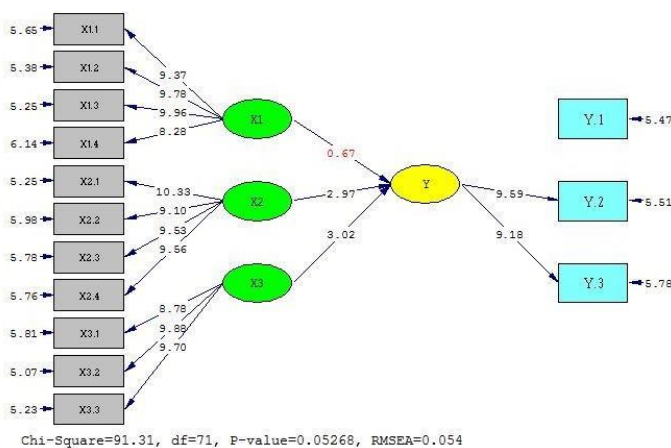 5.65 X1.1
5.38 X1.2
5.25 X1.3
6.14 X1.4
5.25 X2.1
5.98 X2.2
5.78 X2.3
5.76 X2.4
5.81 X3.1
5.07 X3.2
5.23 X3.3
9.37
9.78
9.96
8.28
10.33
9.10
9.53
9.56
8.78
9.88
9.70
X1
X2
X3
0.67
2.97
3.02
Y
9.59
9.18
Y.1 5.47
Y.2 5.51
Y.3 5.78
Chi-Square=91.31, df=71, P-value=0.05268, RMSEA=0.054